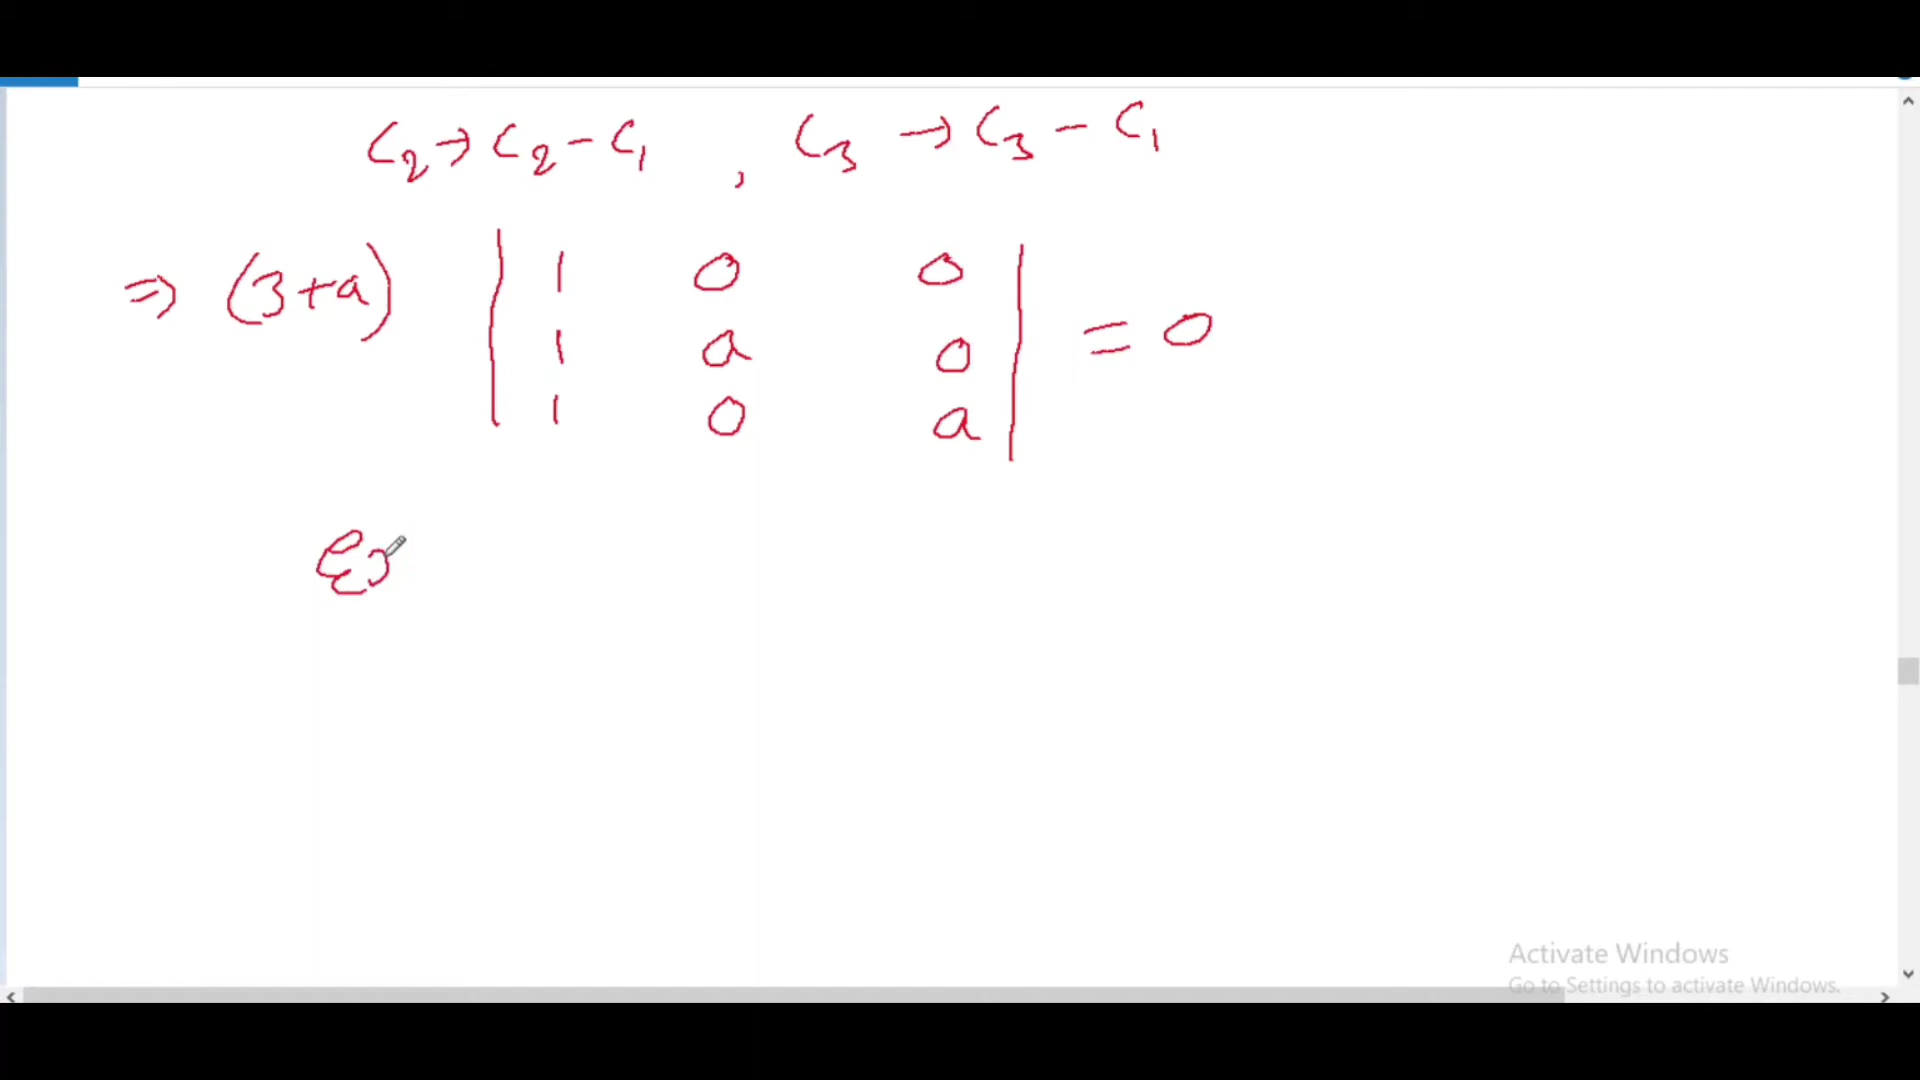 C₂ → C₂ - C₁ , C₃ → C₃ - C₁
⇒ (3+a) | 1 0 0 | = 0
| 1 a 0 |
| 1 0 a |
Activate Windows
Go to Settings to activate Windows.